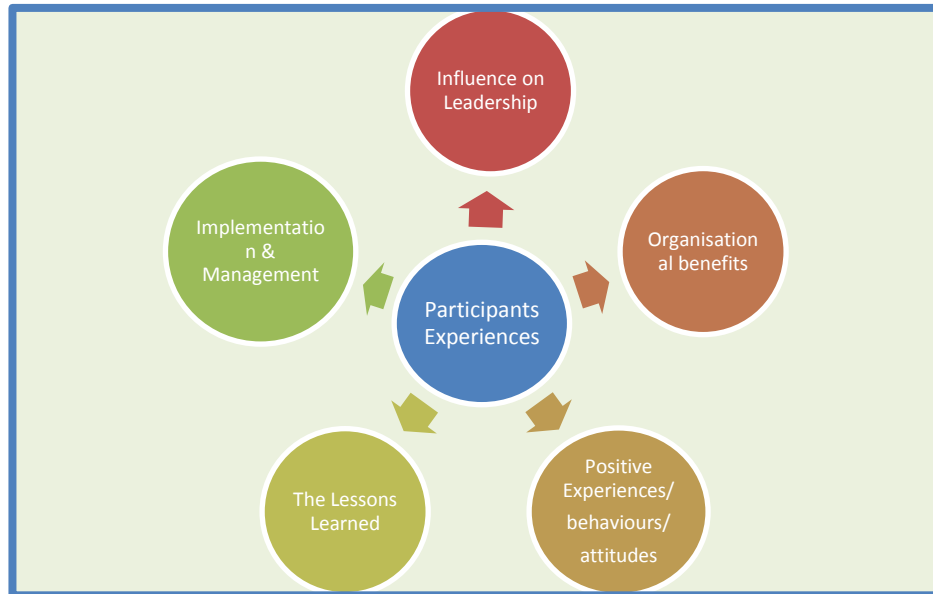 Influence on
Leadership
Implementatio
n &
Management
Organisation
al benefits
Participants
Experiences
The Lessons
Learned
Positive
Experiences/
behaviours/
attitudes